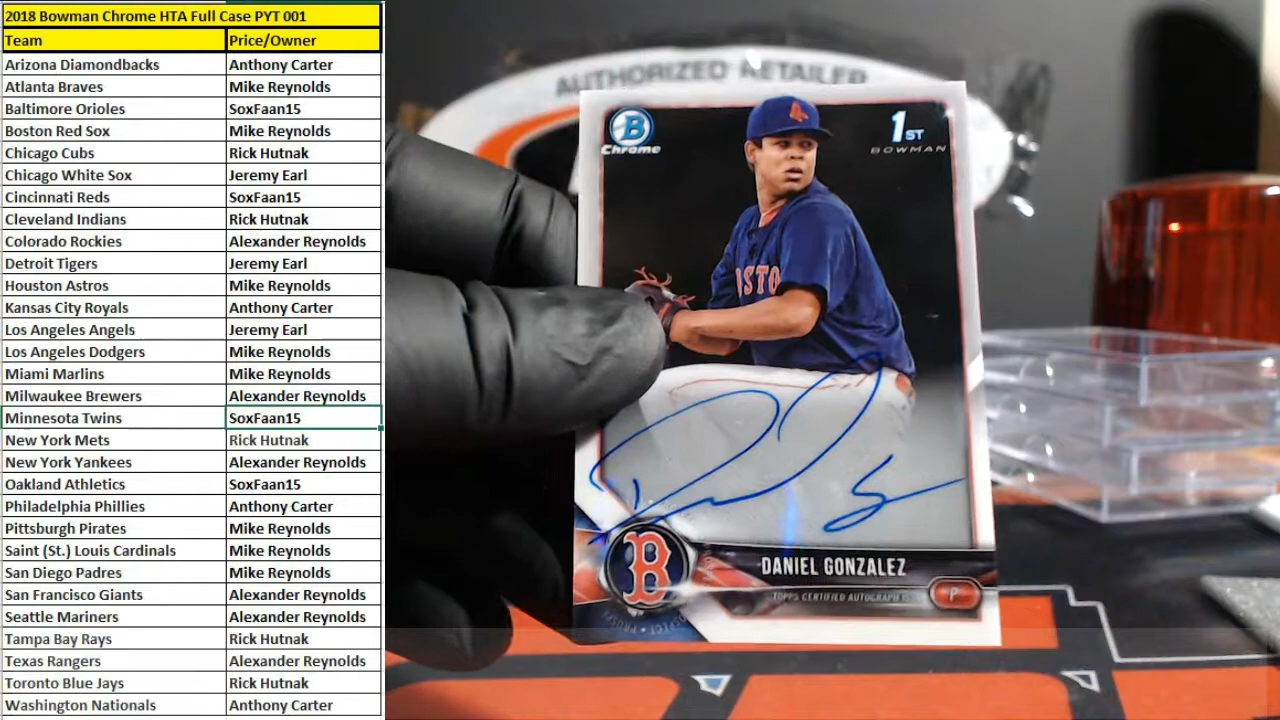 2018 Bowman Chrome HTA Full Case PYT 001
Team Price/Owner
Arizona Diamondbacks Anthony Carter
Atlanta Braves Mike Reynolds
Baltimore Orioles SoxFaan15
Boston Red Sox Mike Reynolds
Chicago Cubs Rick Hutnak
Chicago White Sox Jeremy Earl
Cincinnati Reds SoxFaan15
Cleveland Indians Rick Hutnak
Colorado Rockies Alexander Reynolds
Detroit Tigers Jeremy Earl
Houston Astros Mike Reynolds
Kansas City Royals Anthony Carter
Los Angeles Angels Jeremy Earl
Los Angeles Dodgers Mike Reynolds
Miami Marlins Mike Reynolds
Milwaukee Brewers Alexander Reynolds
Minnesota Twins SoxFaan15
New York Mets Rick Hutnak
New York Yankees Alexander Reynolds
Oakland Athletics SoxFaan15
Philadelphia Phillies Anthony Carter
Pittsburgh Pirates Mike Reynolds
Saint (St.) Louis Cardinals Mike Reynolds
San Diego Padres Mike Reynolds
San Francisco Giants Alexander Reynolds
Seattle Mariners Alexander Reynolds
Tampa Bay Rays Rick Hutnak
Texas Rangers Alexander Reynolds
Toronto Blue Jays Rick Hutnak
Washington Nationals Anthony Carter
AUTHORIZED RETAILER
B
Chrome
1ST
BOWMAN
OSTO
B
DANIEL GONZALEZ
TOPPS CERTIFIED AUTOGRAPH
P